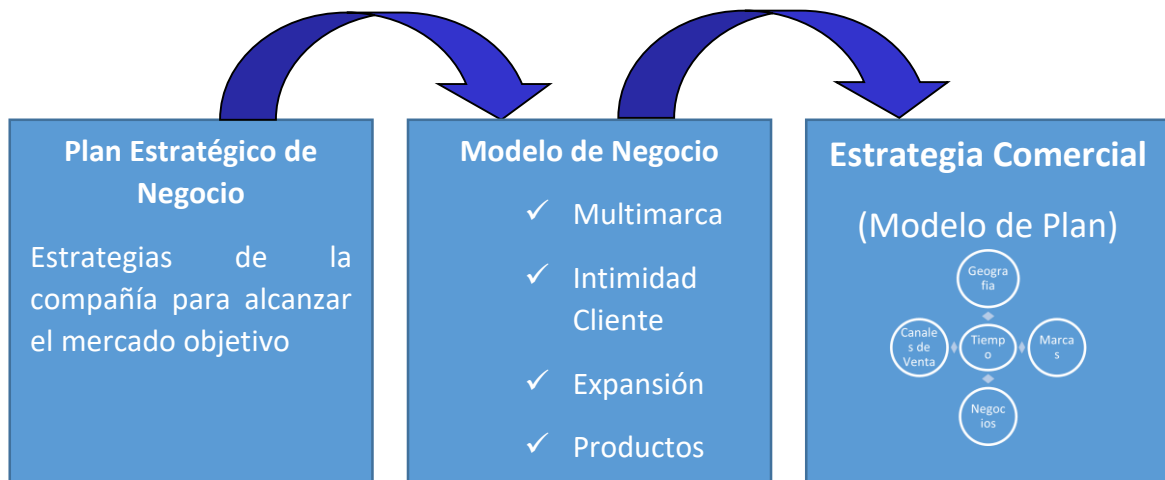 Plan Estratégico de
Negocio
Estrategias de la
compañía para alcanzar
el mercado objetivo
Modelo de Negocio
✓ Multimarca
✓ Intimidad
Cliente
✓ Expansión
✓ Productos
Estrategia Comercial
(Modelo de Plan)
Geogra
fia
Canale
s de
Venta
Tiemp
o
Marca
s
Negoc
ios